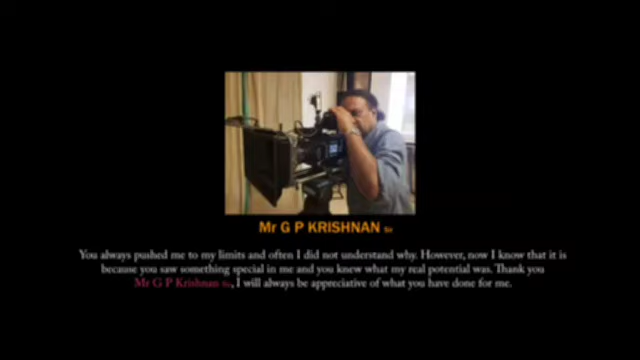 Mr G P KRISHNAN Sir
You always pushed me to my limits and often I did not understand why. However, now I know that it is
because you saw something special in me and you knew what my real potential was. Thank you
Mr G P Krishnan Sir, I will always be appreciative of what you have done for me.